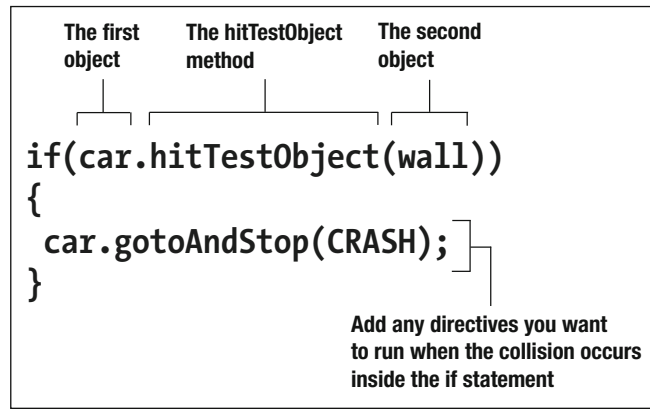 The first
object
The hitTestObject
method
The second
object
if(car.hitTestObject(wall))
{
car.gotoAndStop(CRASH);
}
Add any directives you want
to run when the collision occurs
inside the if statement